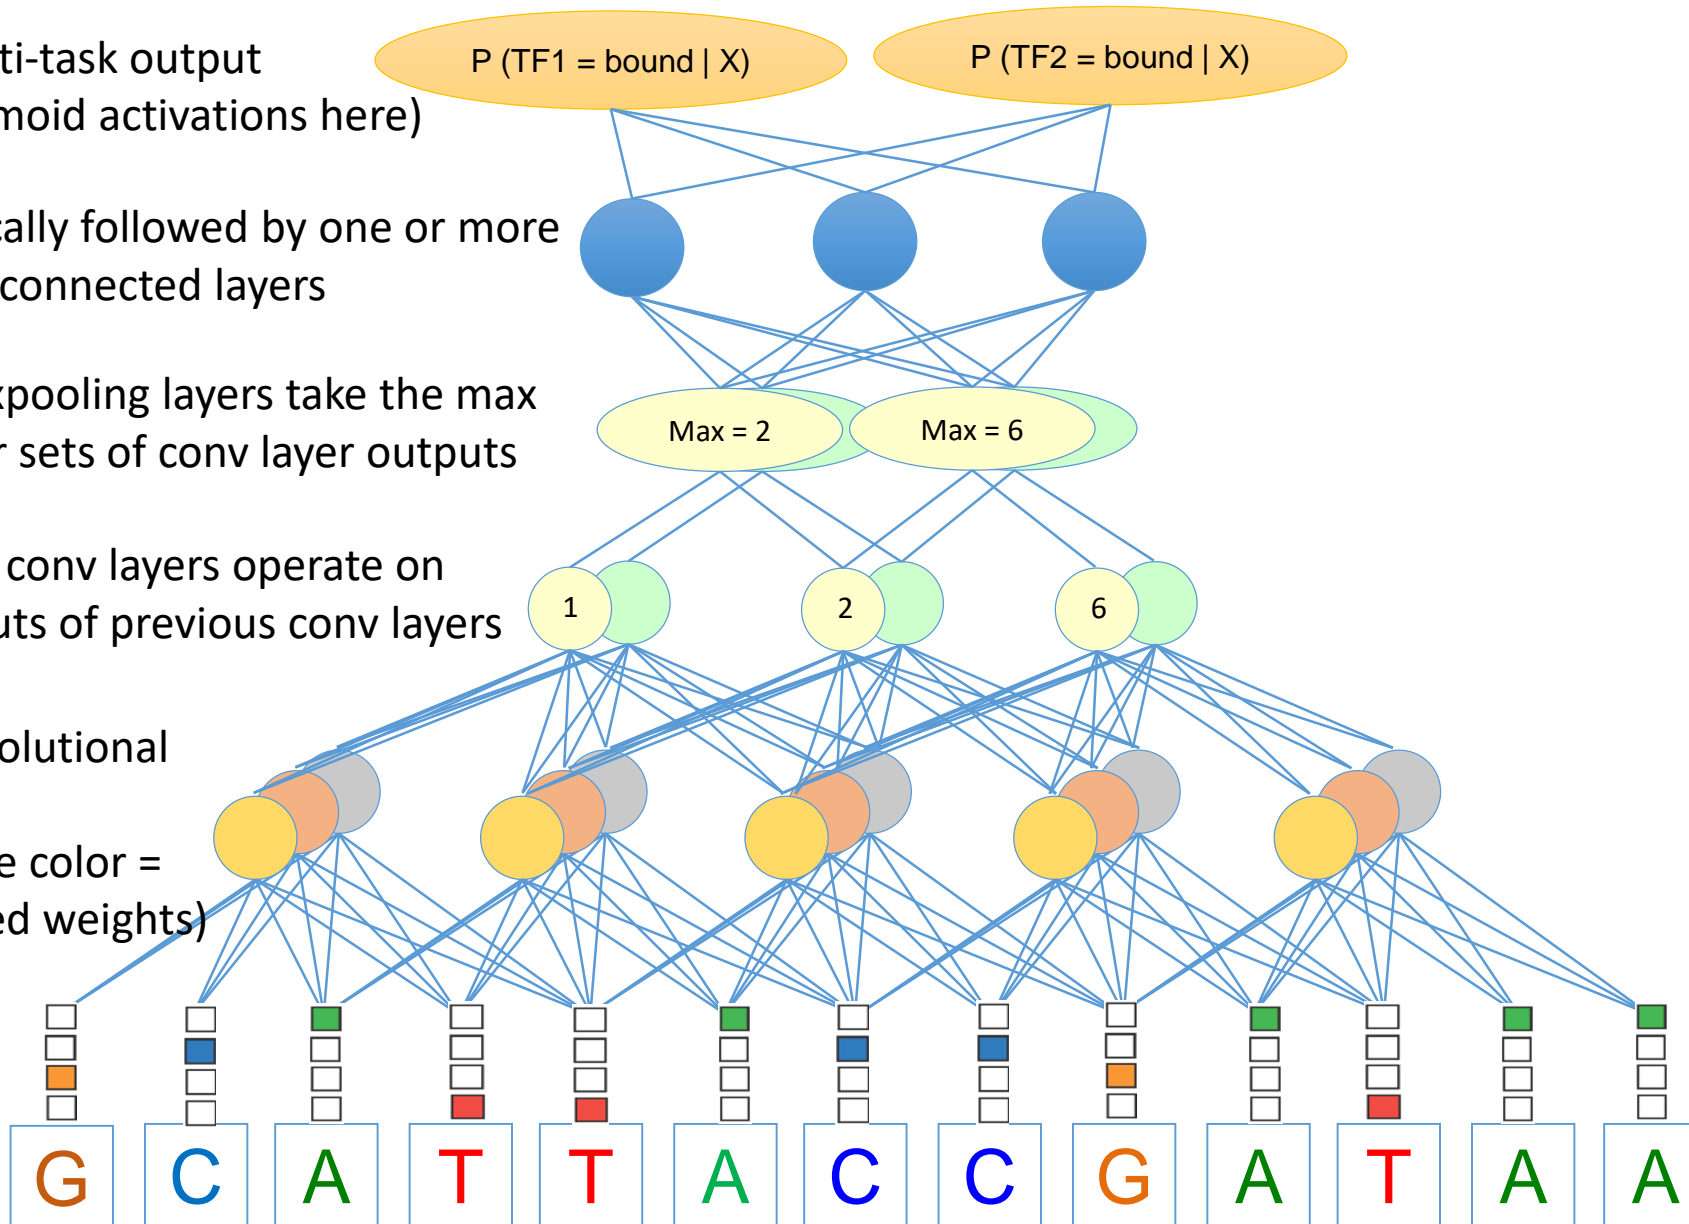 ti-task output
moid activations here)
P (TF1 = bound | X)
P (TF2 = bound | X)
cally followed by one or more
connected layers
xpooling layers take the max
r sets of conv layer outputs
Max = 2
Max = 6
conv layers operate on
uts of previous conv layers
1
2
6
olutional
e color =
ed weights)
G C A T T A C C G A T A A